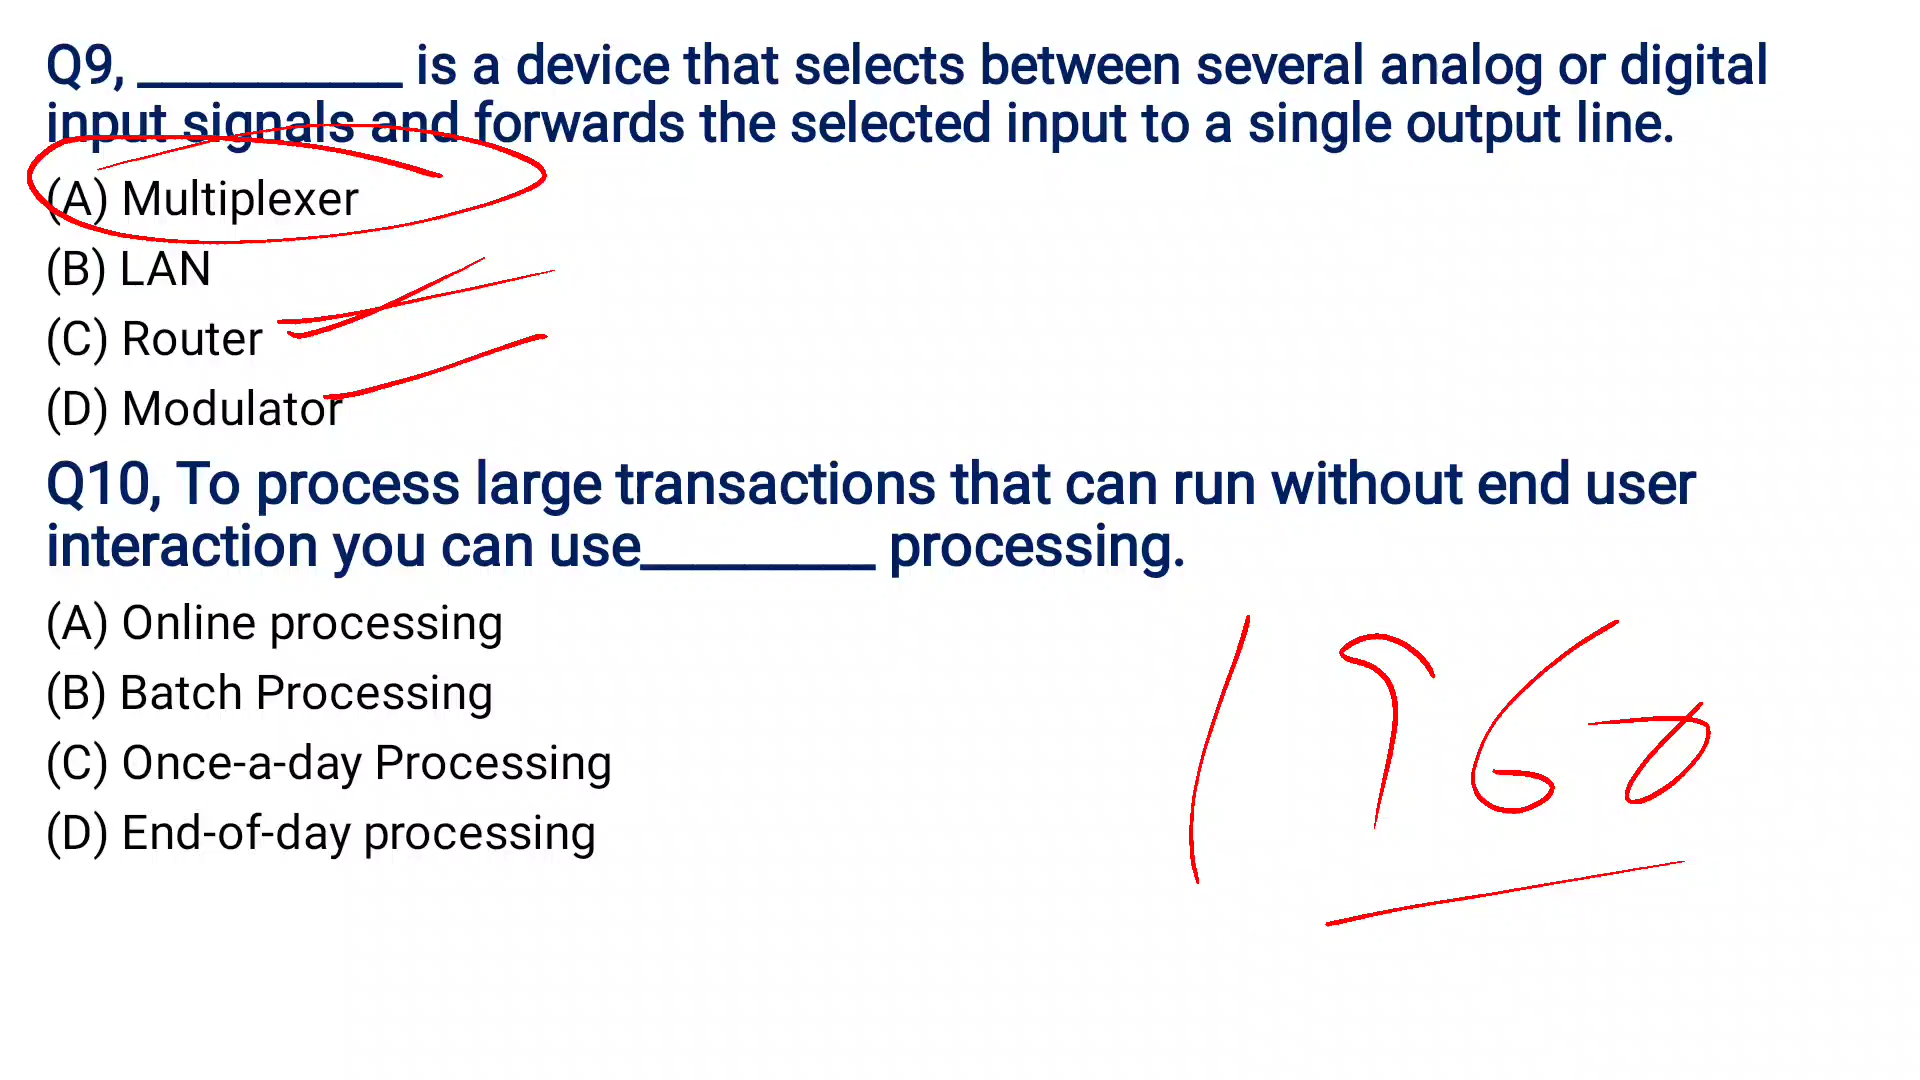 Q9, ___________ is a device that selects between several analog or digital
input signals and forwards the selected input to a single output line.
(A) Multiplexer
(B) LAN
(C) Router
(D) Modulator
Q10, To process large transactions that can run without end user
interaction you can use_________ processing.
(A) Online processing
(B) Batch Processing
(C) Once-a-day Processing
(D) End-of-day processing
1960